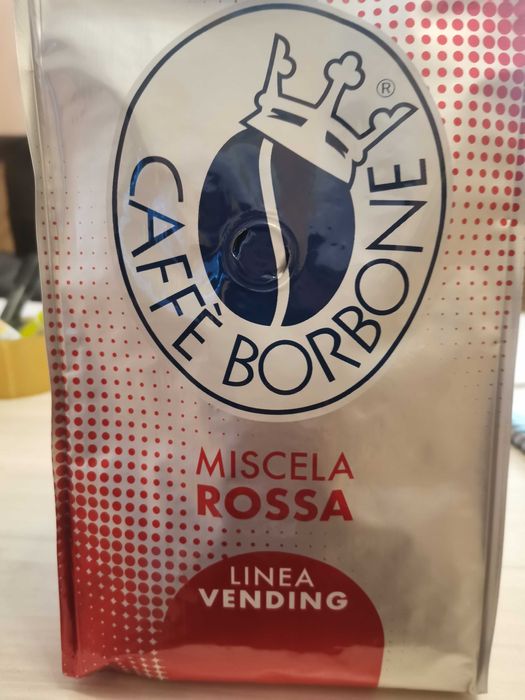 CAFFÈ BORBONE
®
MISCELA
ROSSA
LINEA
VENDING